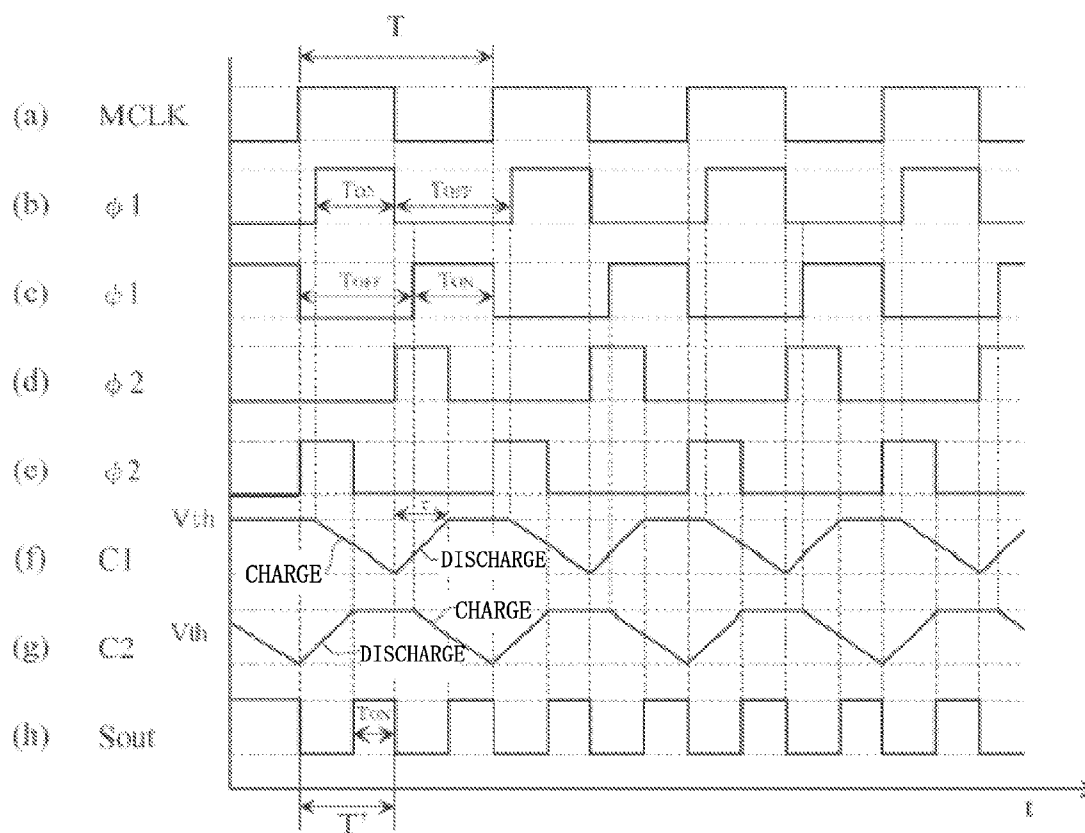 T
(a) MCLK
(b) φ1 TON TOFF
(c) φ1 TOFF TON
(d) φ2
(e) φ2
Vth τ
(f) C1 CHARGE DISCHARGE
CHARGE
(g) C2 Vth DISCHARGE
(h) Sout TON
T' t